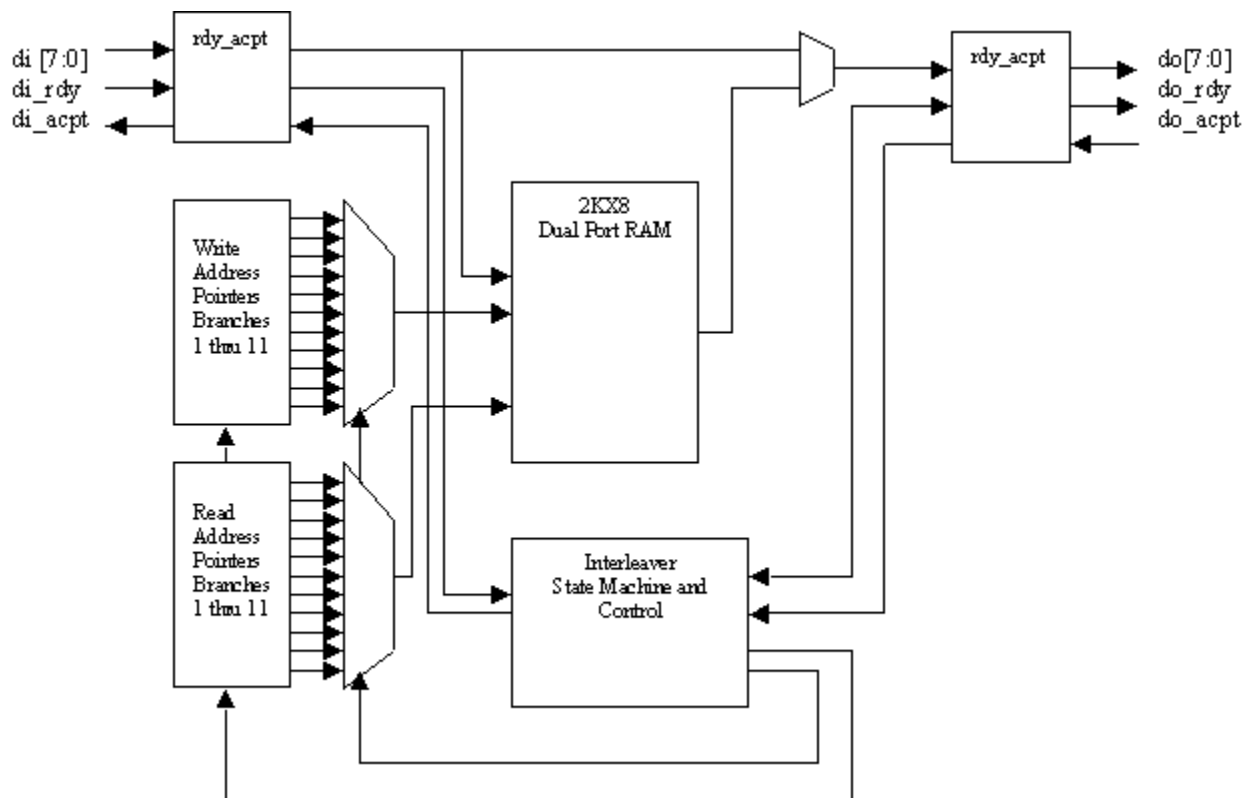 rdy_acpt
di [7:0]
di_rdy
di_acpt
rdy_acpt
do[7:0]
do_rdy
do_acpt
2KX8
Dual Port RAM
Write
Address
Pointers
Branches
1 thru 11
Read
Address
Pointers
Branches
1 thru 11
Interleaver
State Machine and
Control